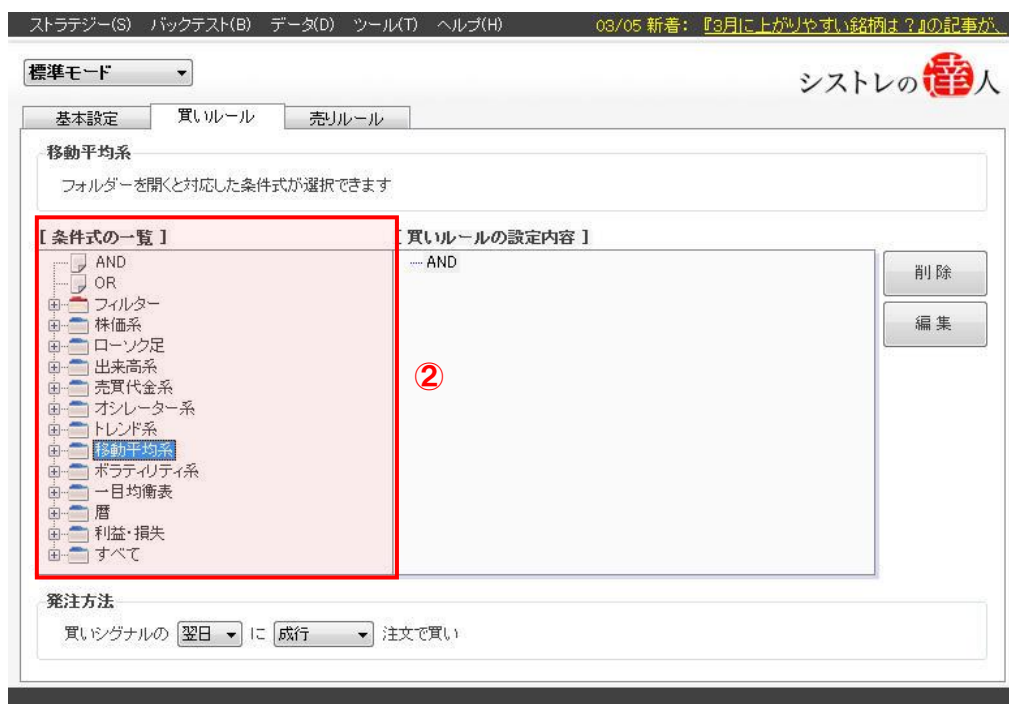 ストラテジー(S) バックテスト(B) データ(D) ツール(T) ヘルプ(H) 03/05 新着： 『3月に上がりやすい銘柄は？』の記事が、
標準モード
システレの達人
基本設定 買いルール 売りルール
移動平均系
フォルダーを開くと対応した条件式が選択できます
[ 条件式の一覧 ] [ 買いルールの設定内容 ]
AND AND
OR
フィルター
株価系
ローソク足
出来高系
売買代金系
オシレーター系
トレンド系
移動平均系
ボラティリティ系
一目均衡表
暦
利益・損失
すべて
②
削除
編集
発注方法
買いシグナルの 翌日 に 成行 注文で買い